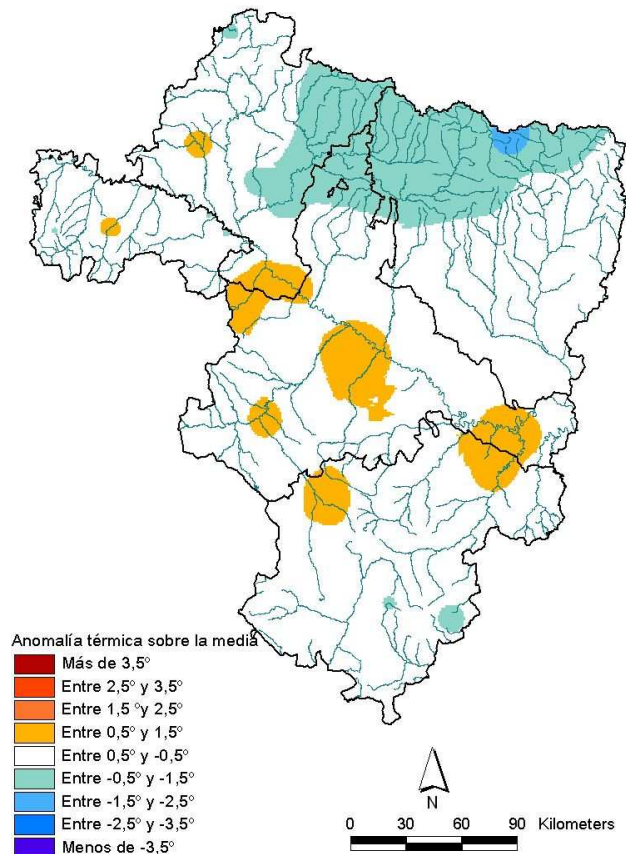 Anomalía térmica sobre la media
Más de 3,5°
Entre 2,5° y 3,5°
Entre 1,5 ° y 2,5°
Entre 0,5° y 1,5°
Entre 0,5° y -0,5°
Entre -0,5° y -1,5°
Entre -1,5° y -2,5°
Entre -2,5° y -3,5°
Menos de -3,5°
N
0 30 60 90 Kilometers